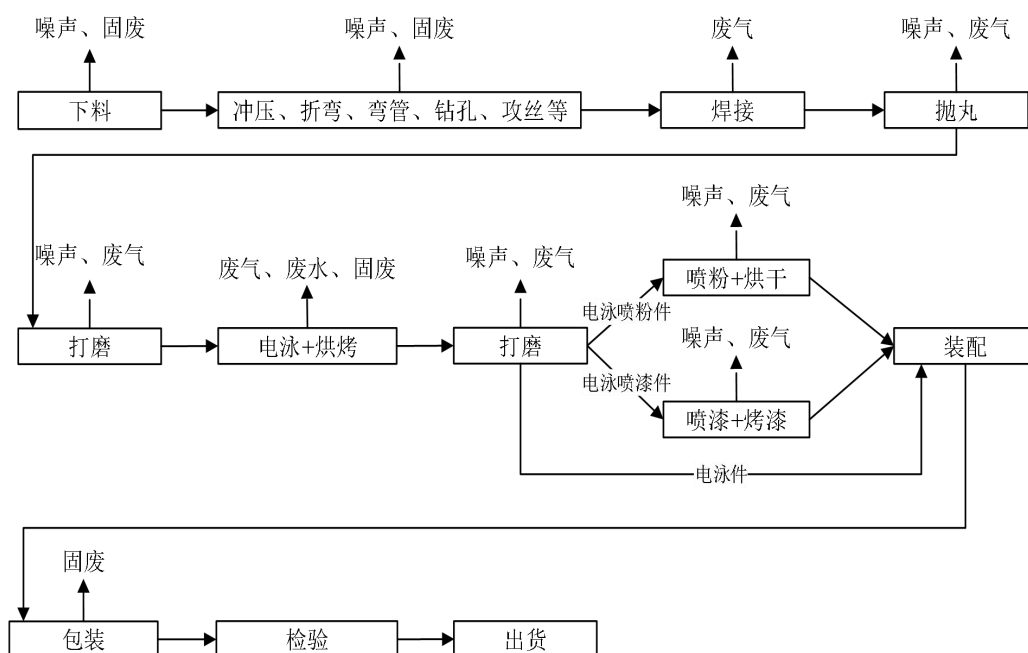 噪声、固废
噪声、固废
废气
噪声、废气
下料
冲压、折弯、弯管、钻孔、攻丝等
焊接
抛丸
噪声、废气
噪声、废气
废气、废水、固废
噪声、废气
喷粉+烘干
电泳喷粉件
打磨
电泳+烘烤
打磨
噪声、废气
装配
电泳喷漆件
喷漆+烤漆
电泳件
固废
包装
检验
出货